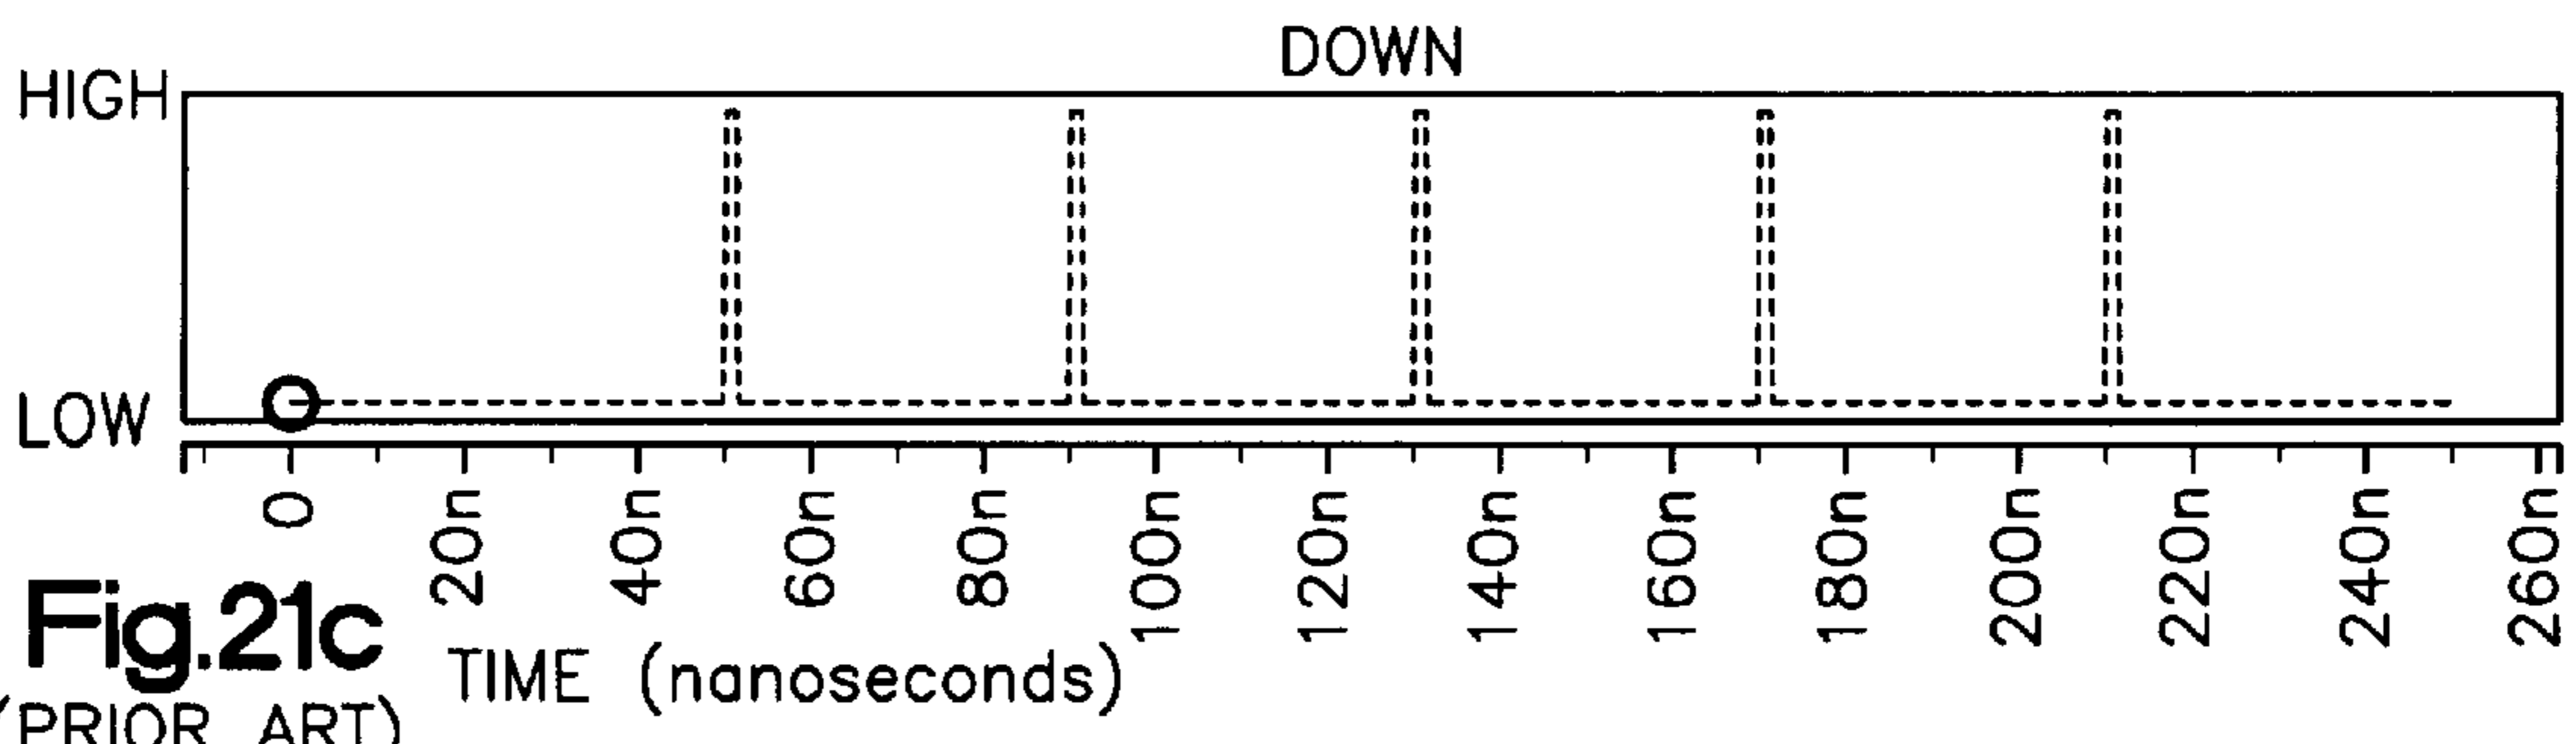 DOWN
HIGH
LOW
0 20n 40n 60n 80n 100n 120n 140n 160n 180n 200n 220n 240n 260n
Fig.21c
TIME (nanoseconds)
(PRIOR ART)